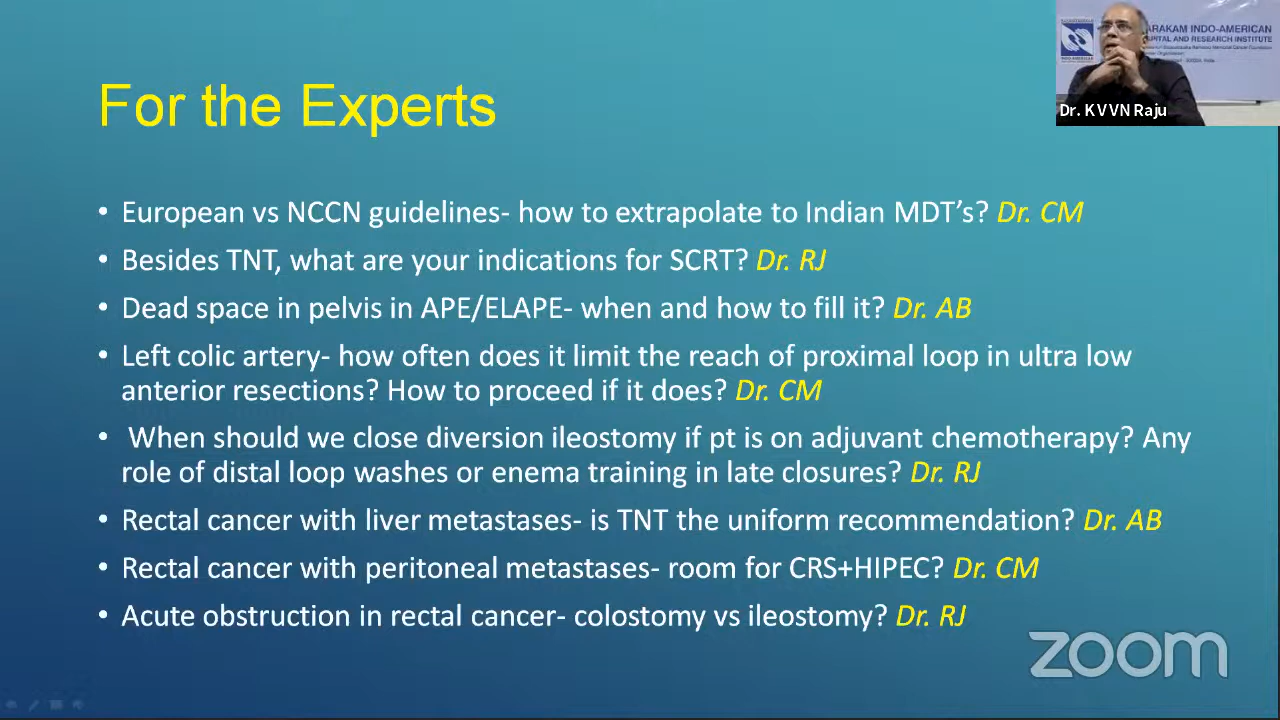 ARAKAM INDO-AMERICAN
PITAL AND RESEARCH INSTITUTE
Dr. K V V N Raju
For the Experts
• European vs NCCN guidelines- how to extrapolate to Indian MDT’s? Dr. CM
• Besides TNT, what are your indications for SCRT? Dr. RJ
• Dead space in pelvis in APE/ELAPE- when and how to fill it? Dr. AB
• Left colic artery- how often does it limit the reach of proximal loop in ultra low
anterior resections? How to proceed if it does? Dr. CM
• When should we close diversion ileostomy if pt is on adjuvant chemotherapy? Any
role of distal loop washes or enema training in late closures? Dr. RJ
• Rectal cancer with liver metastases- is TNT the uniform recommendation? Dr. AB
• Rectal cancer with peritoneal metastases- room for CRS+HIPEC? Dr. CM
• Acute obstruction in rectal cancer- colostomy vs ileostomy? Dr. RJ
zoom